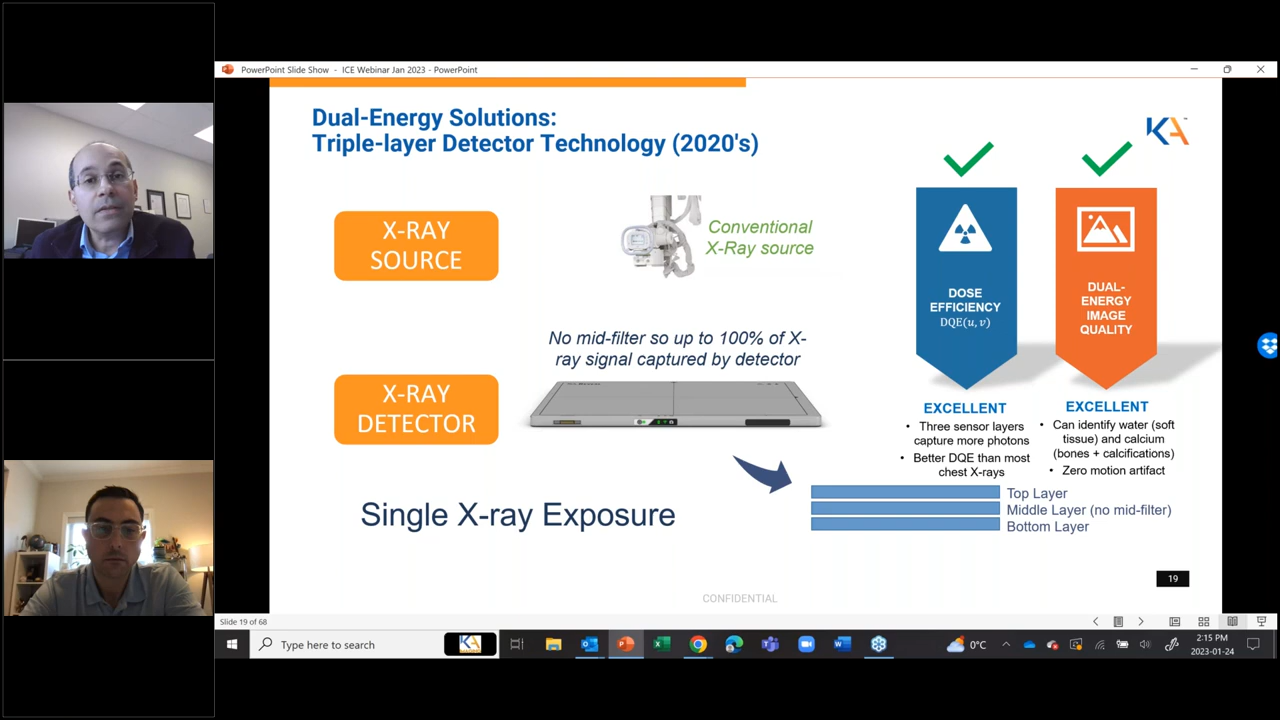 PowerPoint Slide Show - ICE Webinar Jan 2023 - PowerPoint
Dual-Energy Solutions:
Triple-layer Detector Technology (2020's)
KA
X-RAY
SOURCE
Conventional
X-Ray source
No mid-filter so up to 100% of X-
ray signal captured by detector
X-RAY
DETECTOR
Single X-ray Exposure
DOSE
EFFICIENCY
DQE(u, v)
EXCELLENT
• Three sensor layers
capture more photons
• Better DQE than most
chest X-rays
DUAL-
ENERGY
IMAGE
QUALITY
EXCELLENT
• Can identify water (soft
tissue) and calcium
(bones + calcifications)
• Zero motion artifact
Top Layer
Middle Layer (no mid-filter)
Bottom Layer
19
CONFIDENTIAL
Slide 19 of 68
Type here to search
KA
0°C
2:15 PM
2023-01-24